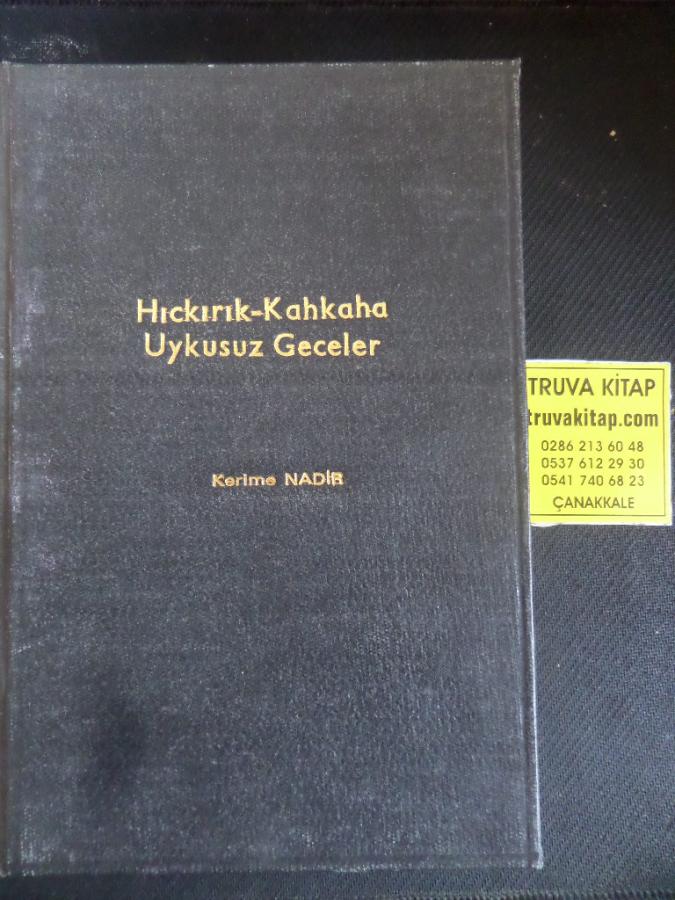 Hıckırık-Kahkaha
Uykusuz Geceler
Kerime NADİR
TRUVA KİTAP
truvakitap.com
0286 213 60 48
0537 612 29 30
0541 740 68 23
ÇANAKKALE